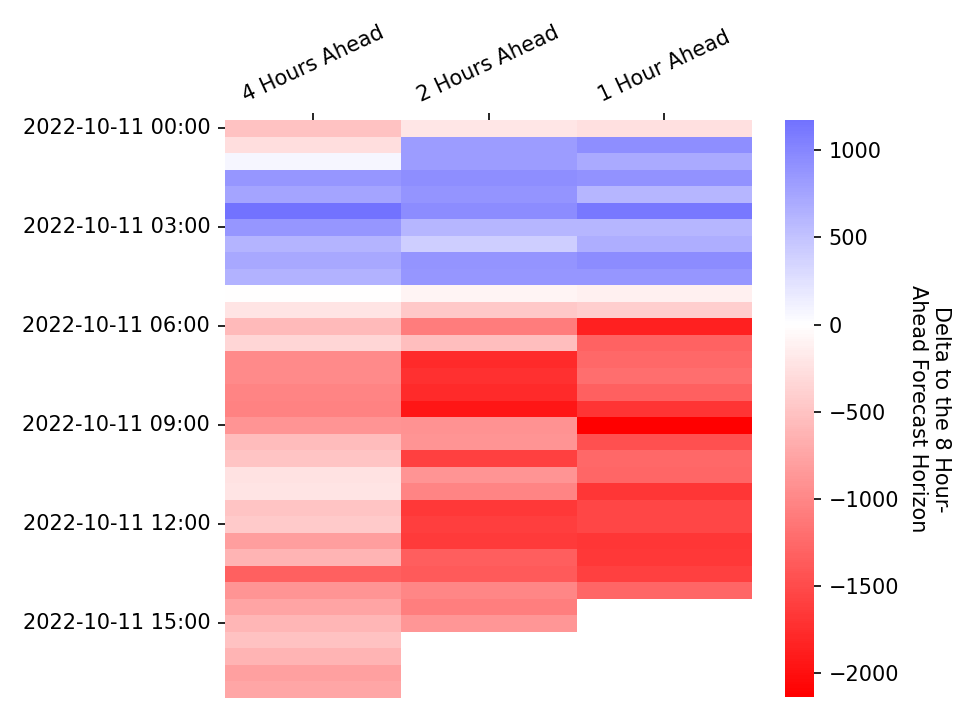 4 Hours Ahead
2 Hours Ahead
1 Hour Ahead
2022-10-11 00:00
2022-10-11 03:00
2022-10-11 06:00
2022-10-11 09:00
2022-10-11 12:00
2022-10-11 15:00
1000
500
0
−500
−1000
−1500
−2000
Delta to the 8 Hour-
Ahead Forecast Horizon